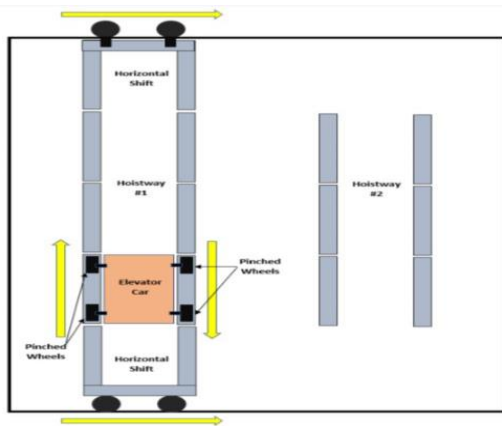 Horizontal
Shift
Hoistway
#1
Hoistway
#2
Elevator
Car
Pinched
Wheels
Pinched
Wheels
Horizontal
Shift